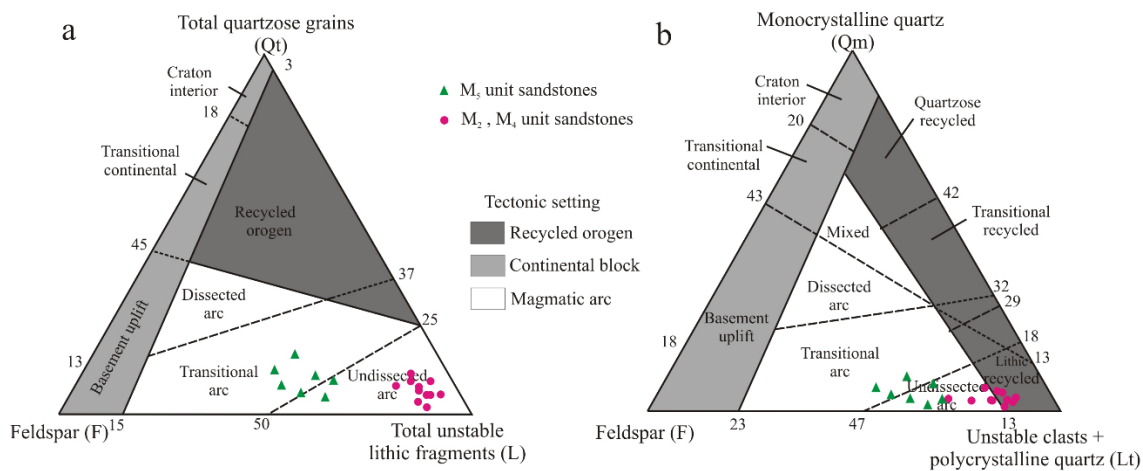 a
Total quartzose grains
(Qt)
3
Craton
interior
18
Transitional
continental
45
Recycled
orogen
37
Dissected
arc
25
Basement uplift
13
Transitional
arc
Undissected
arc
Feldspar (F)
15
50
Total unstable
lithic fragments (L)
M5 unit sandstones
M2 , M4 unit sandstones
Tectonic setting
Recycled orogen
Continental block
Magmatic arc
b
Monocrystalline quartz
(Qm)
Craton
interior
20
Quartzose
recycled
Transitional
continental
43
42
Mixed
Transitional
recycled
Dissected
arc
32
29
18
Basement
uplift
18
13
Transitional
arc
Lithic
recycled
Undissected
arc
Feldspar (F)
23
47
13
Unstable clasts +
polycrystalline quartz (Lt)